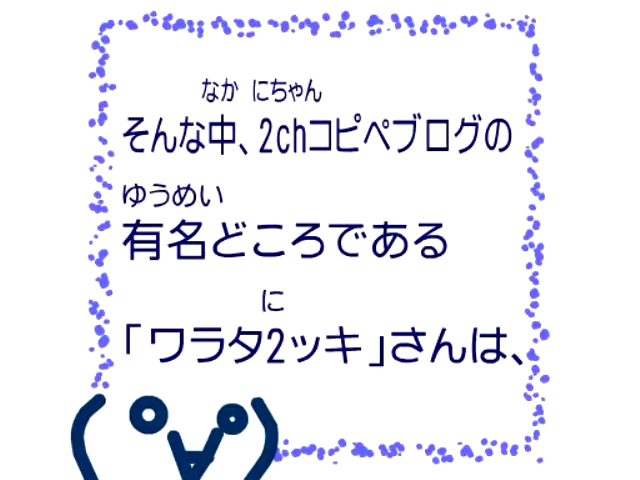 なか にちゃん
そんな中、2chコピペブログの
ゆうめい
有名どころである
に
「ワラタ2ッキ」さんは、